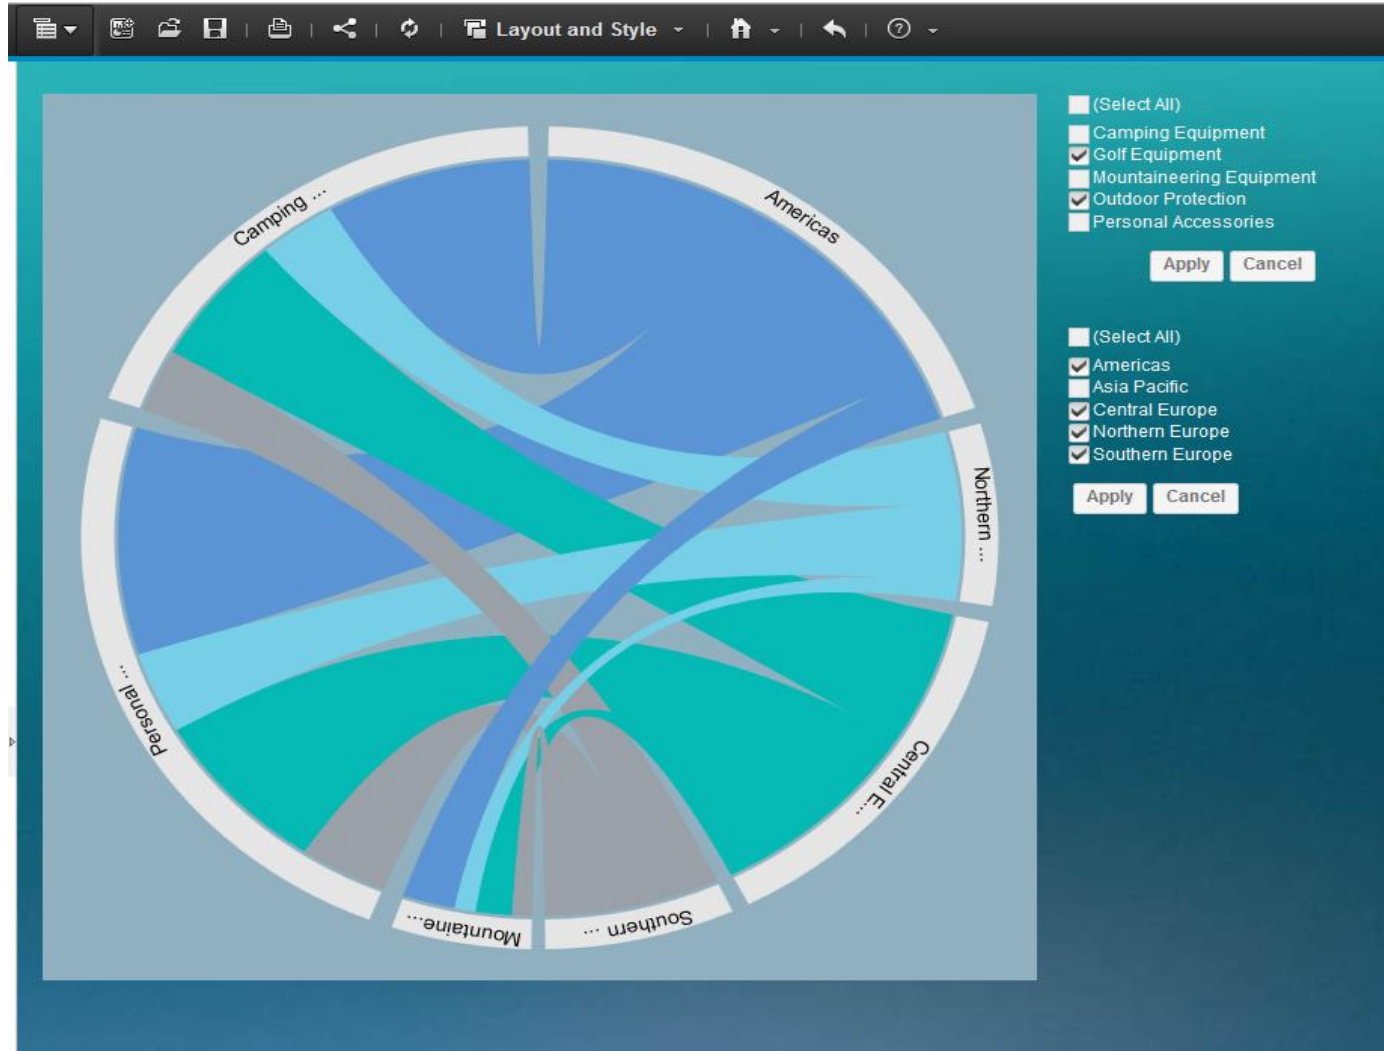 Layout and Style
?
(Select All)
Camping Equipment
Golf Equipment
Mountaineering Equipment
Outdoor Protection
Personal Accessories
Apply Cancel
(Select All)
Americas
Asia Pacific
Central Europe
Northern Europe
Southern Europe
Apply Cancel
Camping ...
Americas
Northern ...
Central E...
Southern ...
Mountaine...
Personal ...